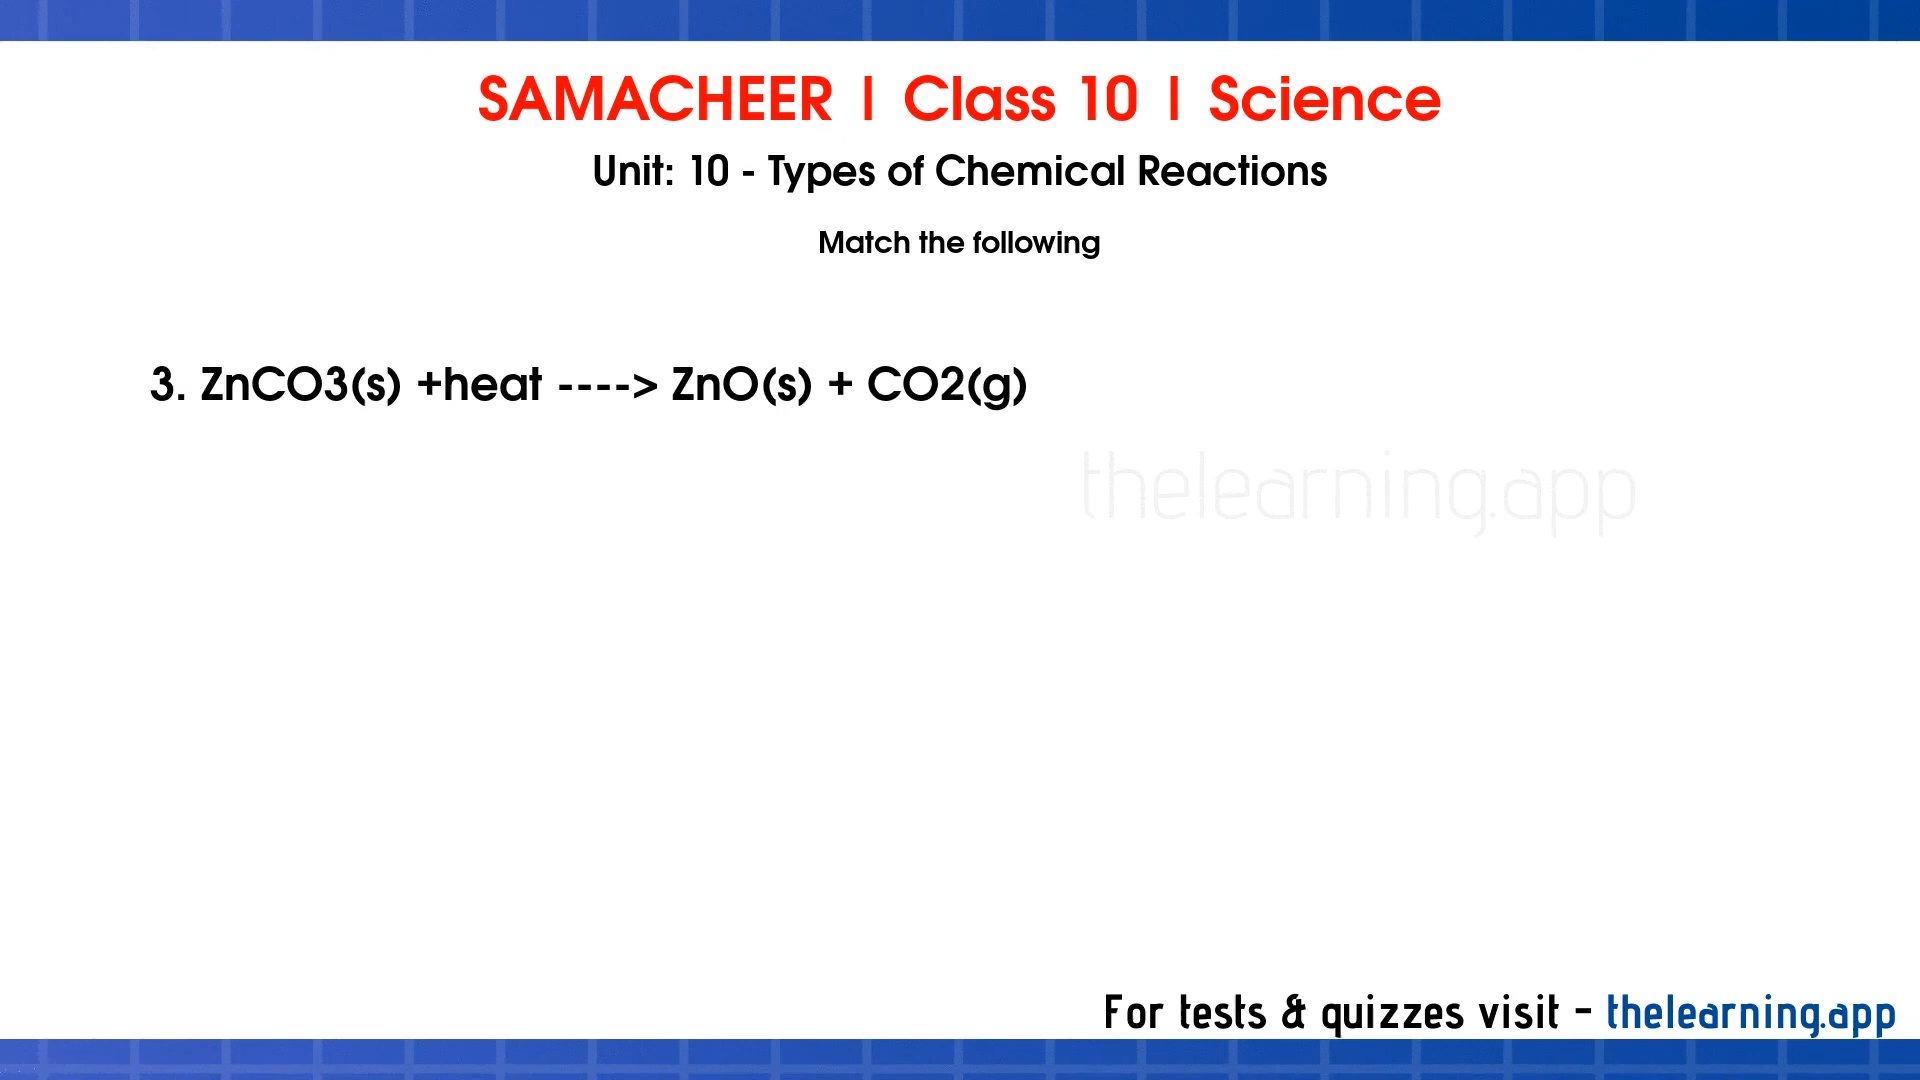 SAMACHEER | Class 10 | Science
Unit: 10 - Types of Chemical Reactions
Match the following
3. ZnCO3(s) +heat ----> ZnO(s) + CO2(g)
thelearning.app
For tests & quizzes visit - thelearning.app